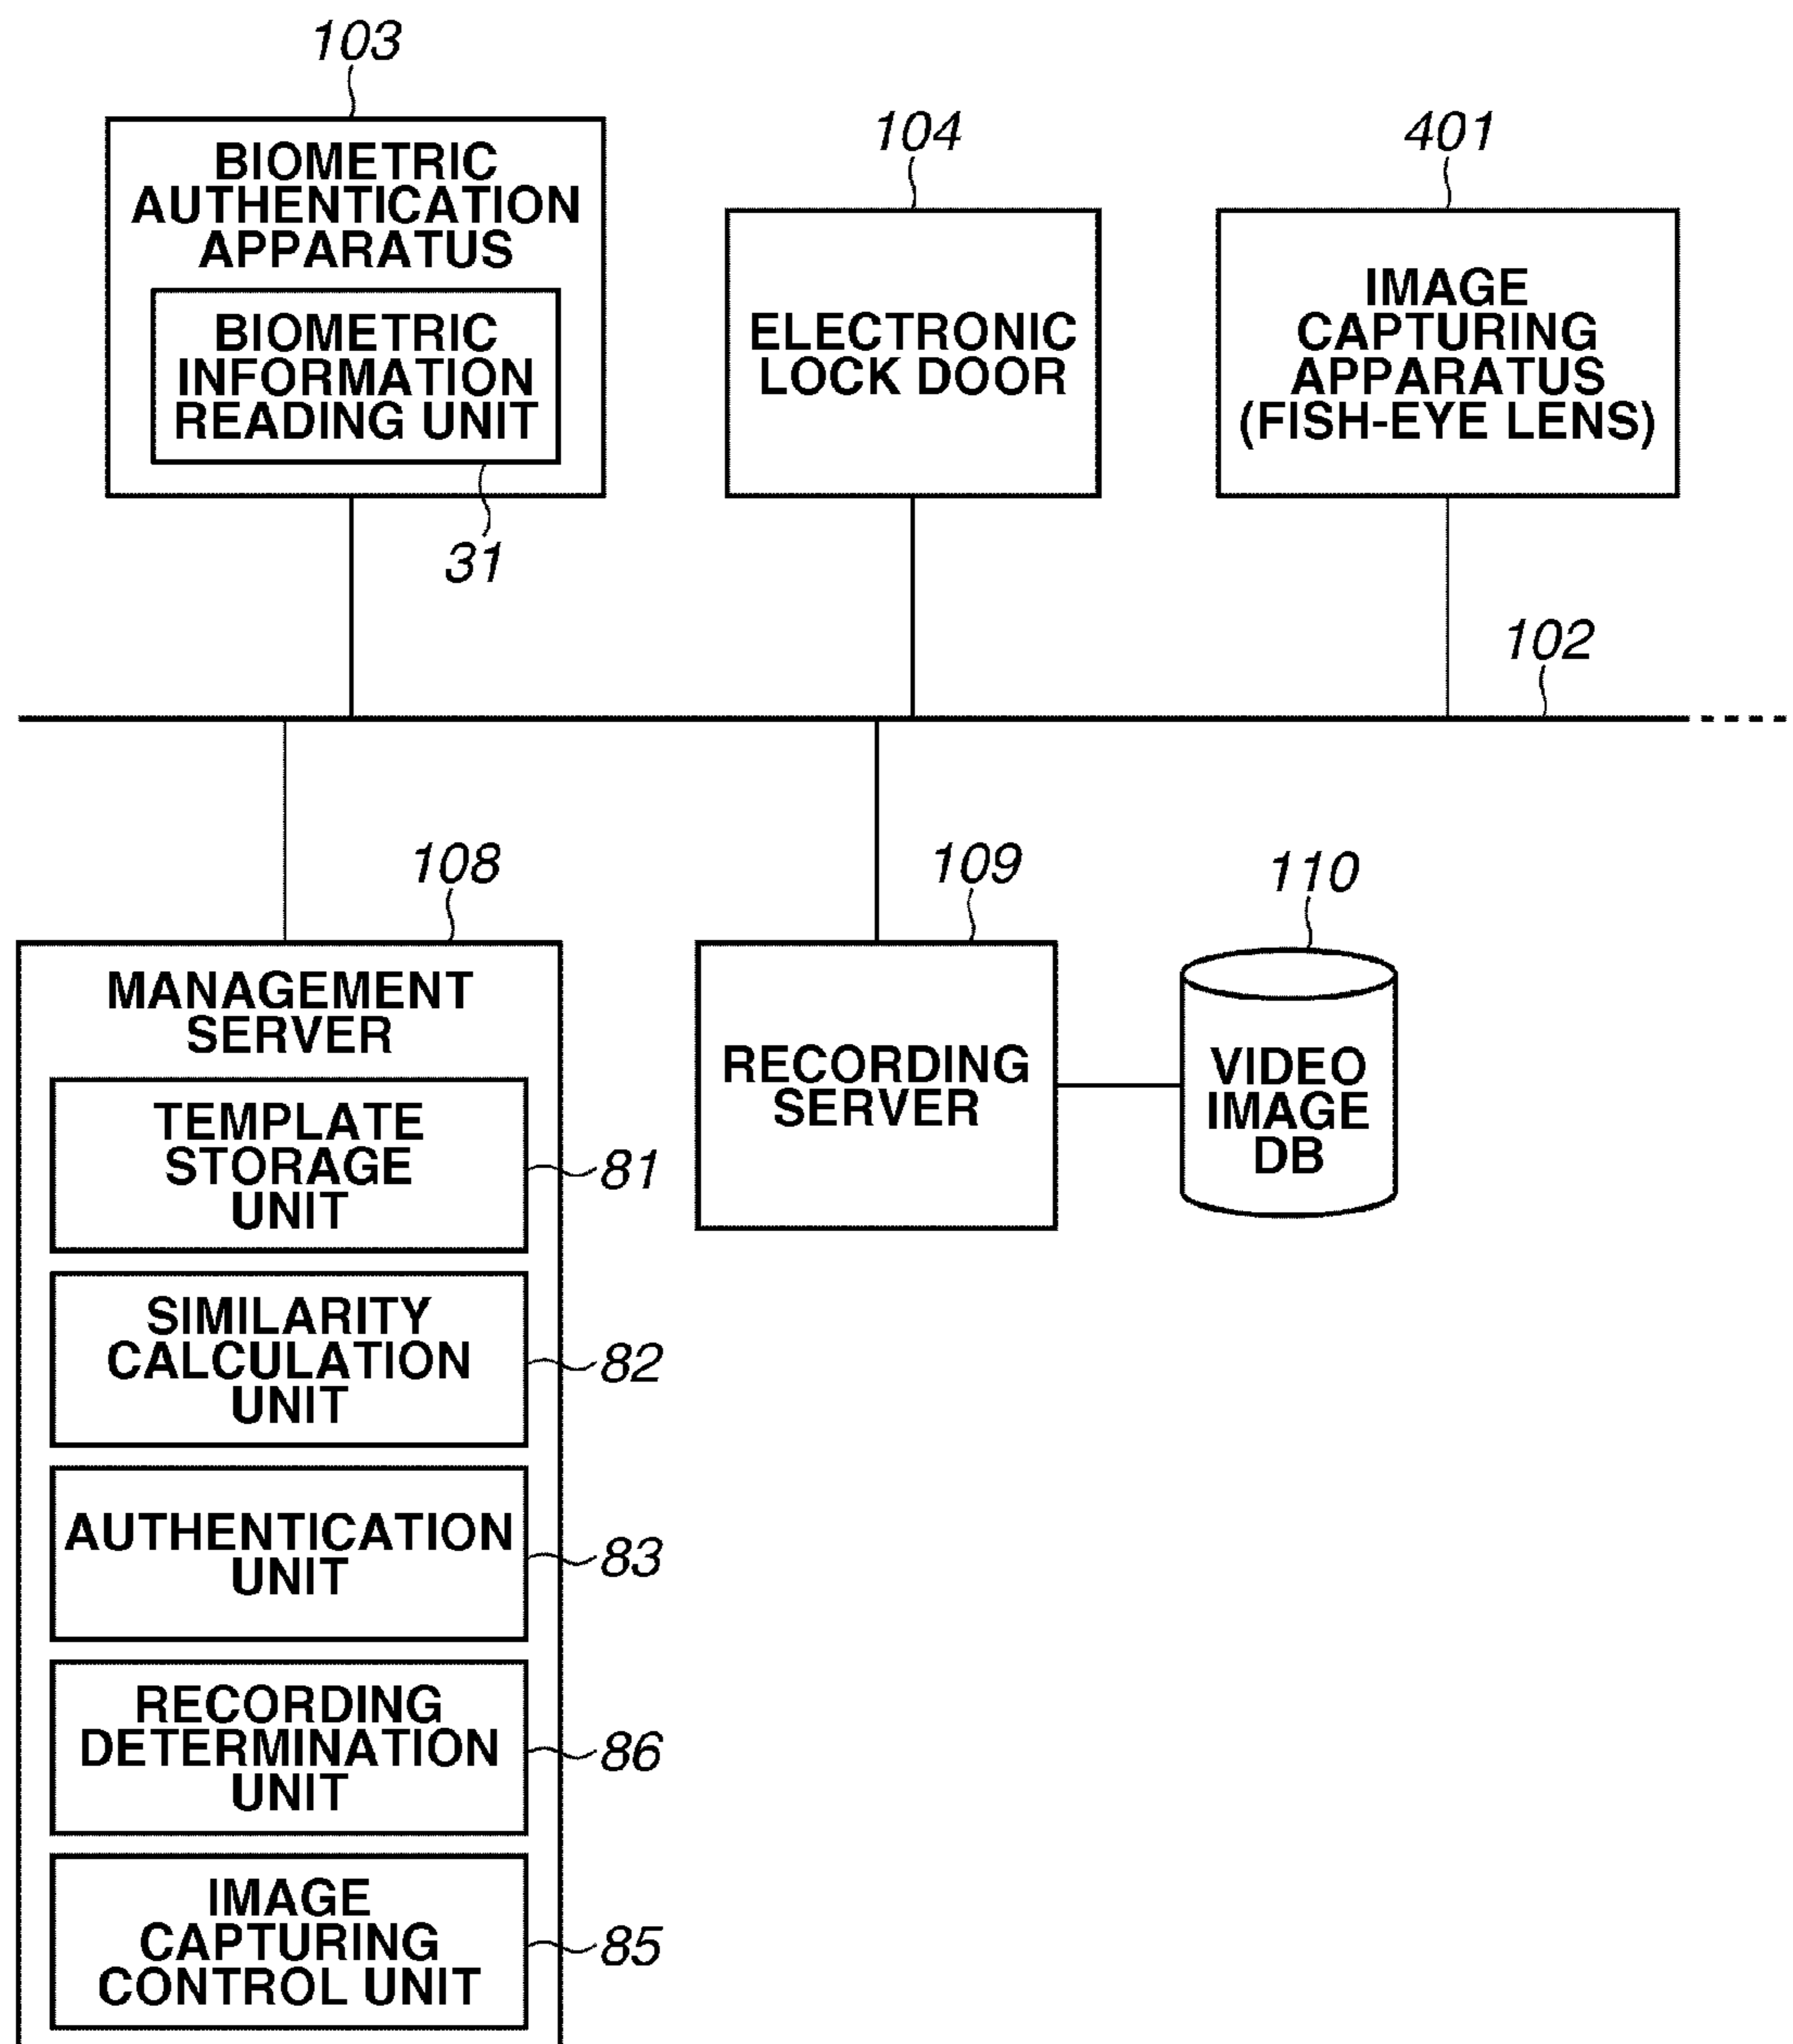 103
BIOMETRIC
AUTHENTICATION
APPARATUS
BIOMETRIC
INFORMATION
READING UNIT
31
104
ELECTRONIC
LOCK DOOR
401
IMAGE
CAPTURING
APPARATUS
(FISH-EYE LENS)
102
108
MANAGEMENT
SERVER
TEMPLATE
STORAGE
UNIT
81
SIMILARITY
CALCULATION
UNIT
82
AUTHENTICATION
UNIT
83
RECORDING
DETERMINATION
UNIT
86
IMAGE
CAPTURING
CONTROL UNIT
85
109
RECORDING
SERVER
110
VIDEO
IMAGE
DB